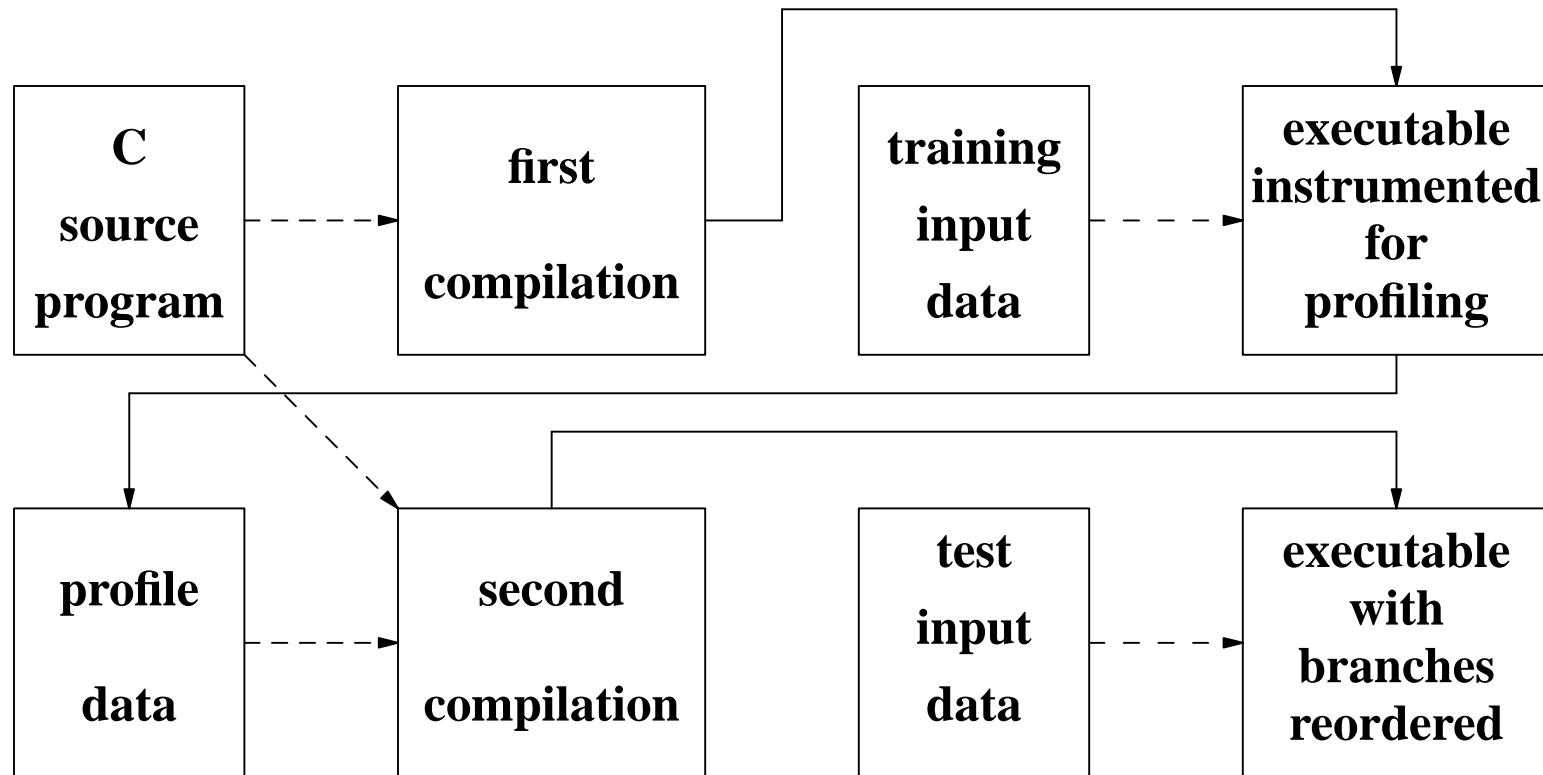 C
source
program
first
compilation
training
input
data
executable
instrumented
for
profiling
profile
data
second
compilation
test
input
data
executable
with
branches
reordered